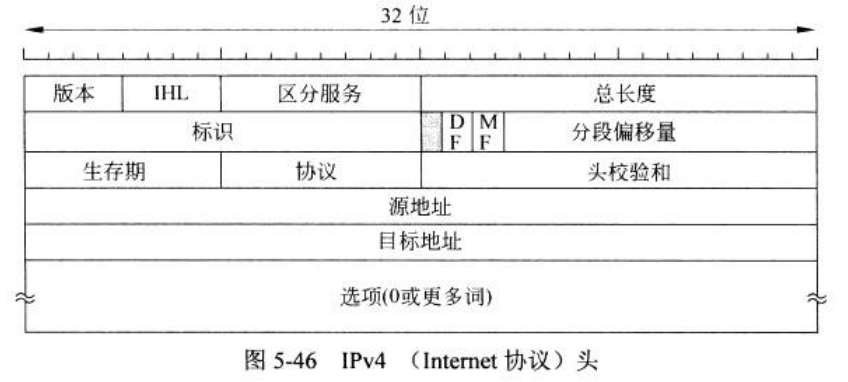 32 位
版本 IHL 区分服务 总长度
标识 DF MF 分段偏移量
生存期 协议 头校验和
源地址
目标地址
选项(0或更多词)
图 5-46 IPv4 （Internet 协议）头